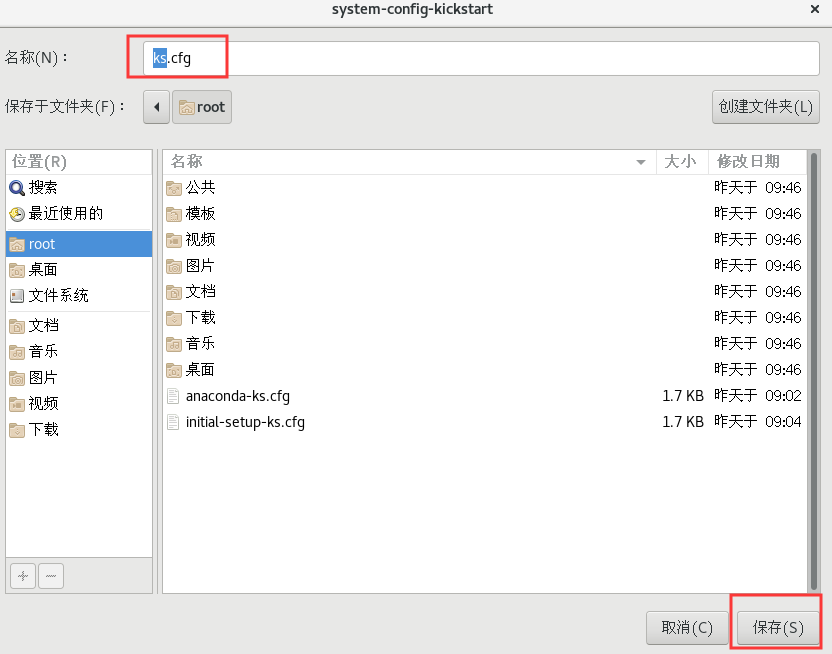 system-config-kickstart
名称(N)：
ks.cfg
保存于文件夹(F)：
root
创建文件夹(L)
位置(R)
搜索
最近使用的
root
桌面
文件系统
文档
音乐
图片
视频
下载
名称 大小 修改日期
公共 昨天于 09:46
模板 昨天于 09:46
视频 昨天于 09:46
图片 昨天于 09:46
文档 昨天于 09:46
下载 昨天于 09:46
音乐 昨天于 09:46
桌面 昨天于 09:46
anaconda-ks.cfg 1.7 KB 昨天于 09:02
initial-setup-ks.cfg 1.7 KB 昨天于 09:04
取消(C)
保存(S)